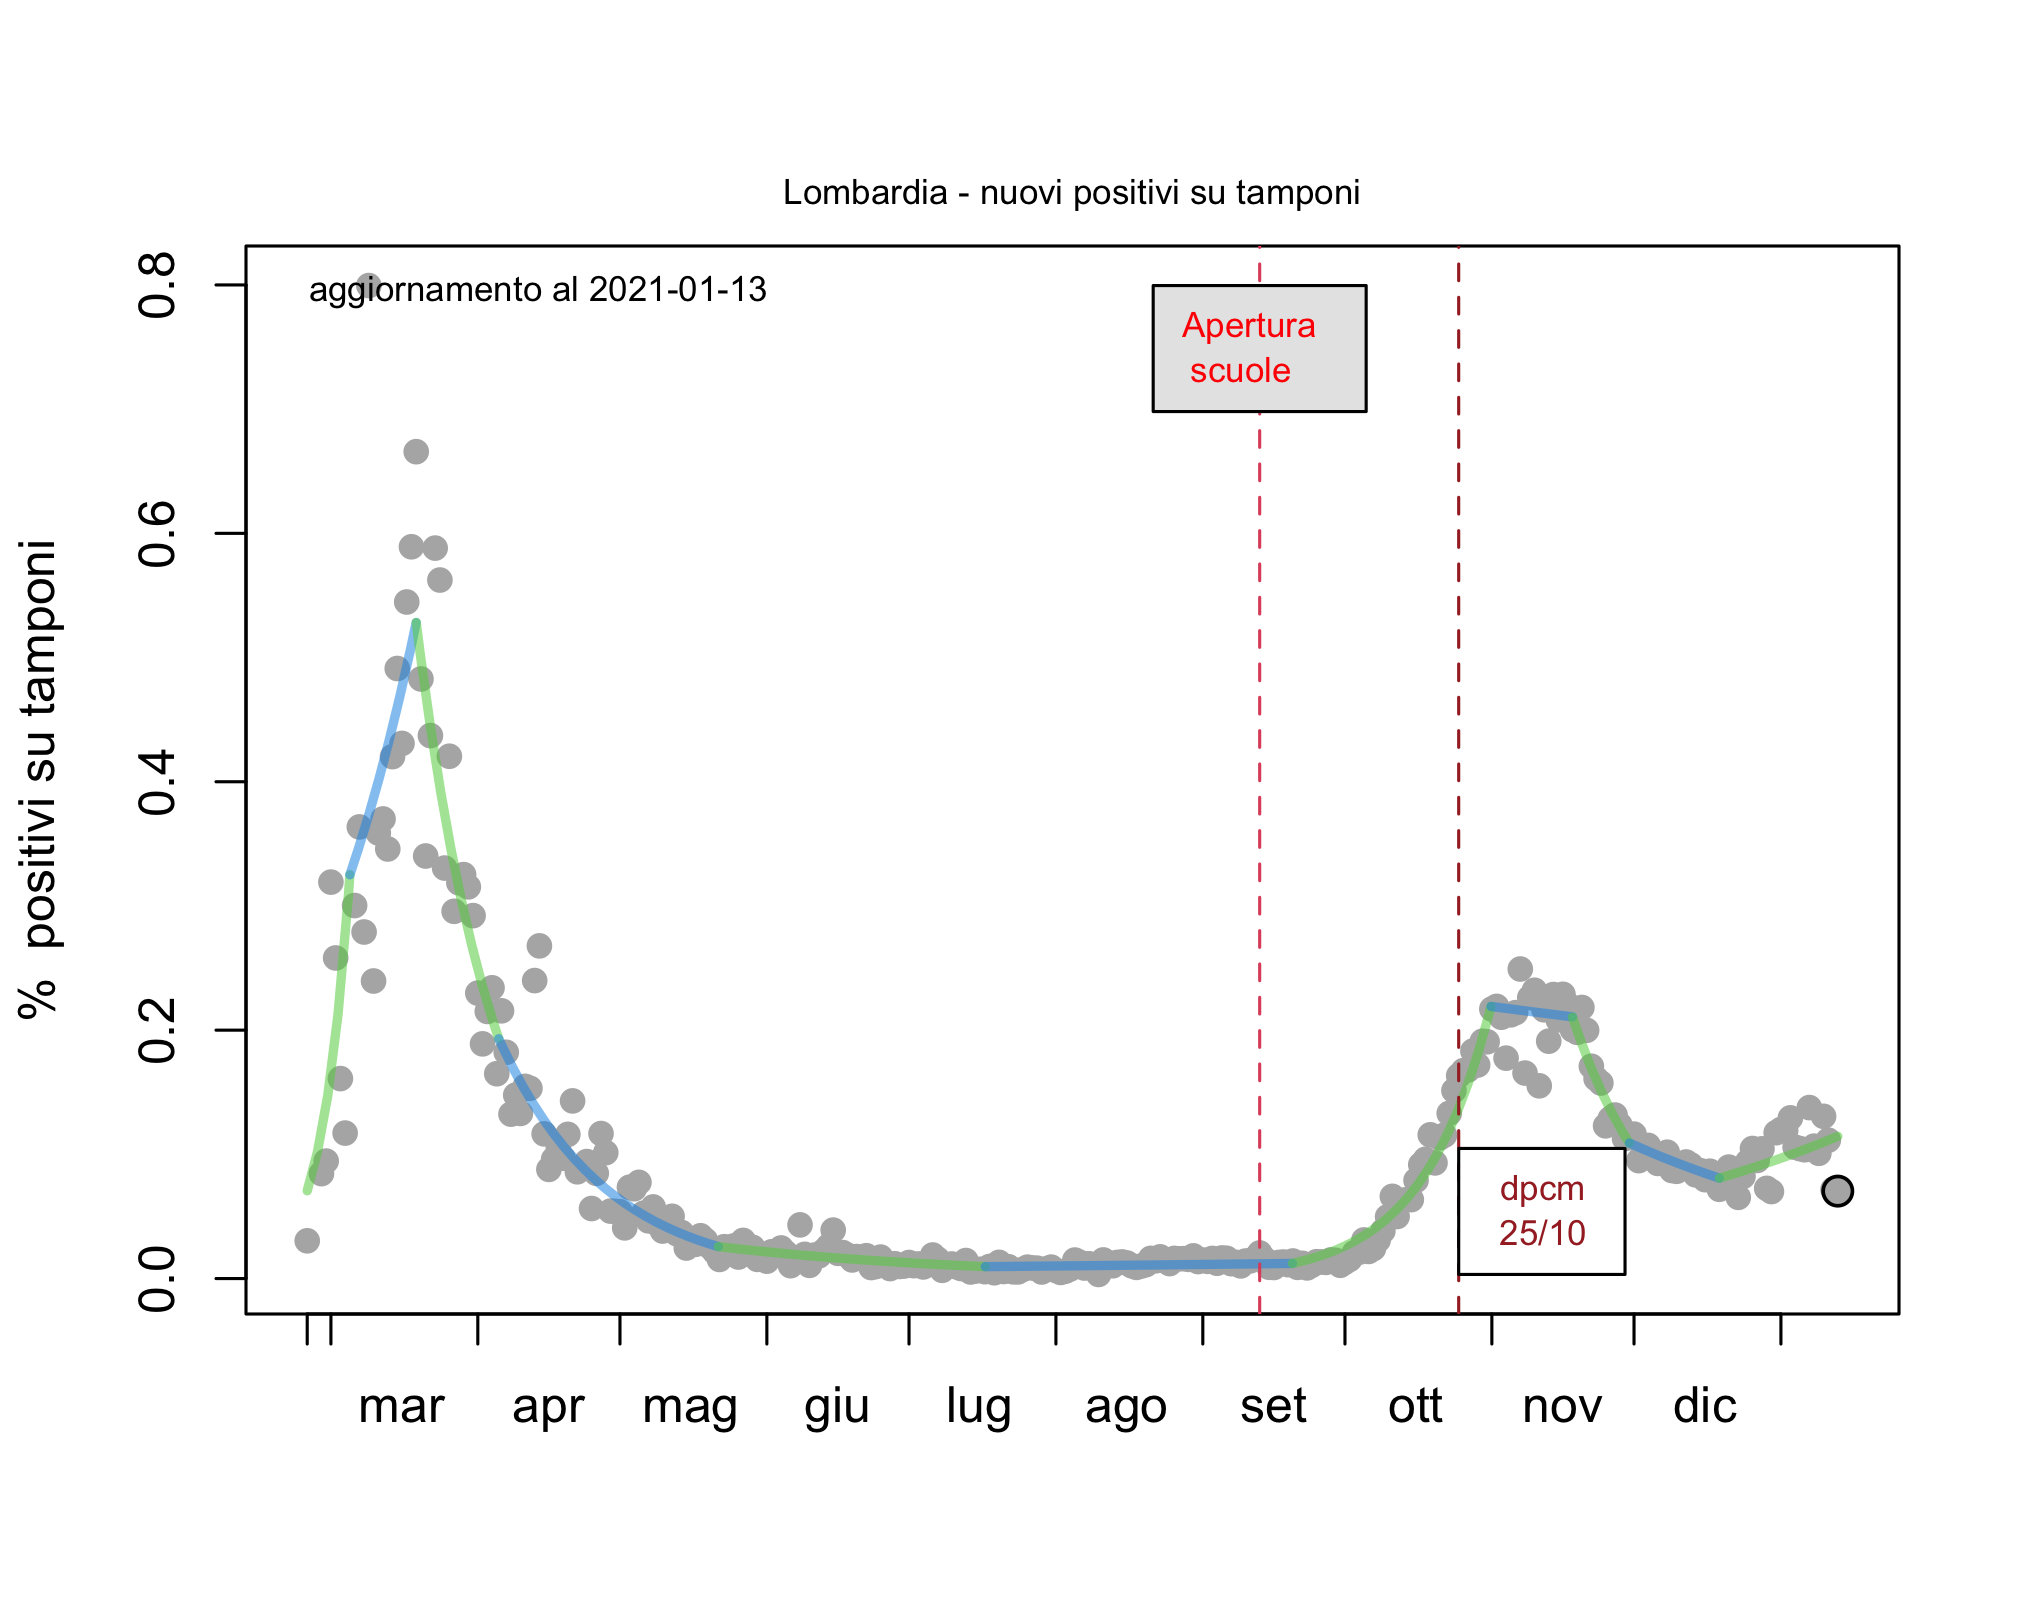 Lombardia - nuovi positivi su tamponi
aggiornamento al 2021-01-13
Apertura
scuole
dpcm
25/10
% positivi su tamponi
0.8
0.6
0.4
0.2
0.0
mar apr mag giu lug ago set ott nov dic